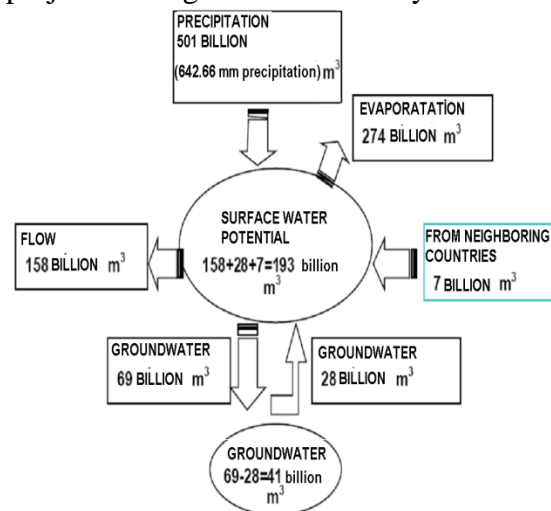 PRECIPITATION
501 BILLION
(642.66 mm precipitation) m³
EVAPORATATİON
274 BILLION m³
SURFACE WATER
POTENTIAL
158+28+7=193 billion
m³
FLOW
158 BILLION m³
FROM NEIGHBORING
COUNTRIES
7 BILLION m³
GROUNDWATER
69 BILLION m³
GROUNDWATER
28 BILLION m³
GROUNDWATER
69-28=41 billion
m³